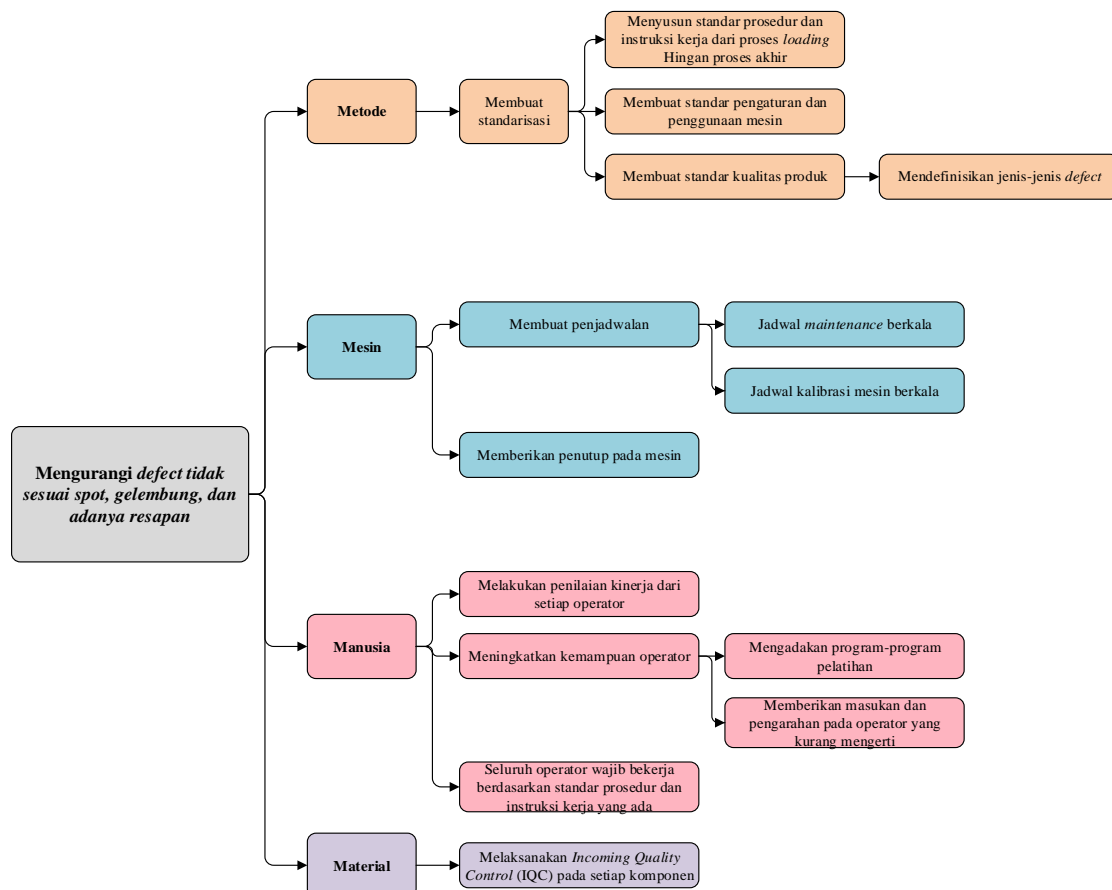 Menyusun standar prosedur dan
instruksi kerja dari proses loading
Hingan proses akhir
Metode
Membuat
standarisasi
Membuat standar pengaturan dan
penggunaan mesin
Membuat standar kualitas produk
Mendefinisikan jenis-jenis defect
Mesin
Membuat penjadwalan
Jadwal maintenance berkala
Jadwal kalibrasi mesin berkala
Memberikan penutup pada mesin
Mengurangi defect tidak
sesuai spot, gelembung, dan
adanya resapan
Melakukan penilaian kinerja dari
setiap operator
Manusia
Meningkatkan kemampuan operator
Mengadakan program-program
pelatihan
Memberikan masukan dan
pengarahan pada operator yang
kurang mengerti
Seluruh operator wajib bekerja
berdasarkan standar prosedur dan
instruksi kerja yang ada
Material
Melaksanakan Incoming Quality
Control (IQC) pada setiap komponen